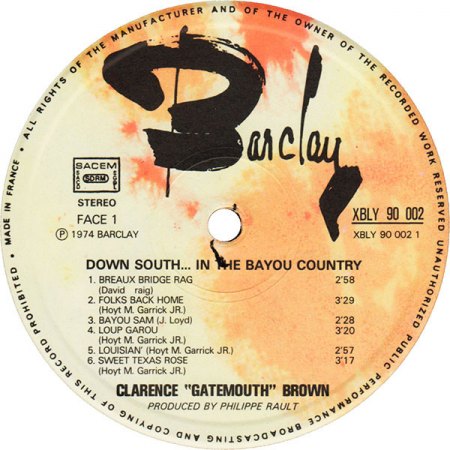 ALL RIGHTS OF THE MANUFACTURER AND OF THE OWNER OF THE RECORDED WORK RESERVED UNAUTHORIZED PUBLIC PERFORMANCE BROADCASTING AND COPYING OF THIS RECORD PROHIBITED • MADE IN FRANCE •
Barclay
SACEM
SDRM
STEREO
FACE 1
℗ 1974 BARCLAY
XBLY 90 002
XBLY 90 002 1
DOWN SOUTH... IN THE BAYOU COUNTRY
1. BREAUX BRIDGE RAG 2'58
(David raig)
2. FOLKS BACK HOME 3'29
(Hoyt M. Garrick JR.)
3. BAYOU SAM (J. Loyd) 2'28
4. LOUP GAROU 3'20
(Hoyt M. Garrick JR.)
5. LOUISIAN' (Hoyt M. Garrick JR.) 2'57
6. SWEET TEXAS ROSE 3'17
(Hoyt M. Garrick JR.)
CLARENCE "GATEMOUTH" BROWN
PRODUCED BY PHILIPPE RAULT